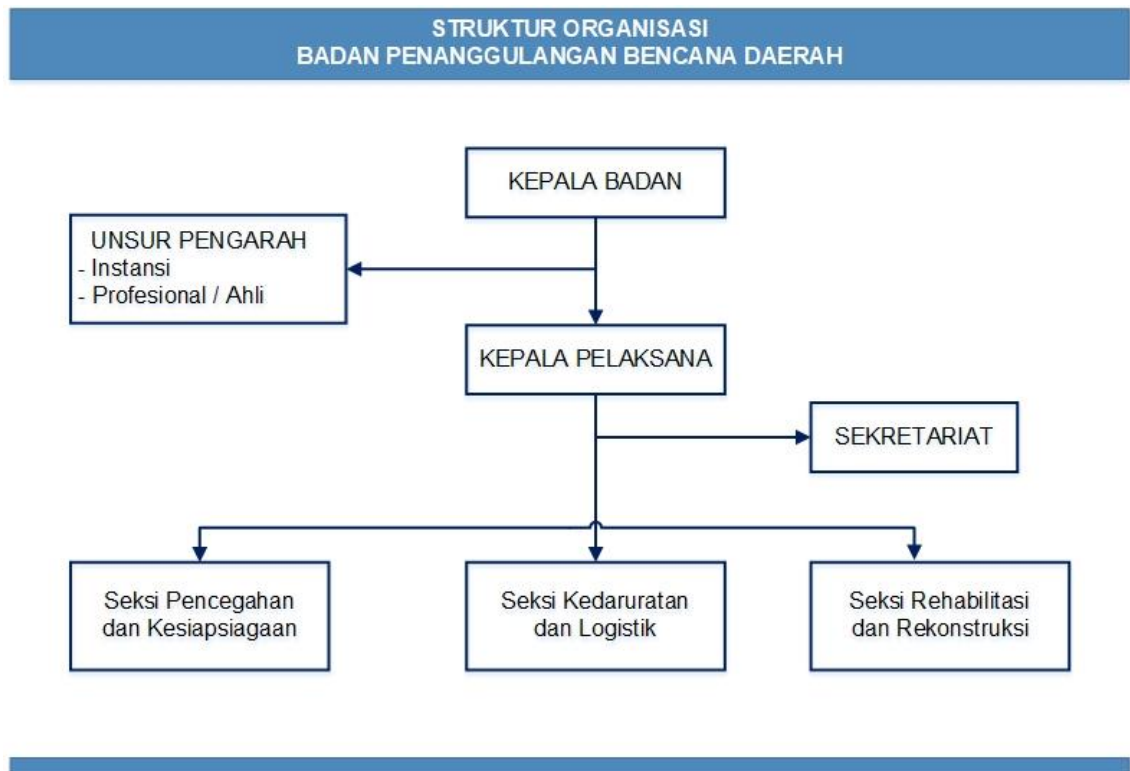 STRUKTUR ORGANISASI
BADAN PENANGGULANGAN BENCANA DAERAH
KEPALA BADAN
UNSUR PENGARAH
- Instansi
- Profesional / Ahli
KEPALA PELAKSANA
SEKRETARIAT
Seksi Pencegahan
dan Kesiapsiagaan
Seksi Kedaruratan
dan Logistik
Seksi Rehabilitasi
dan Rekonstruksi